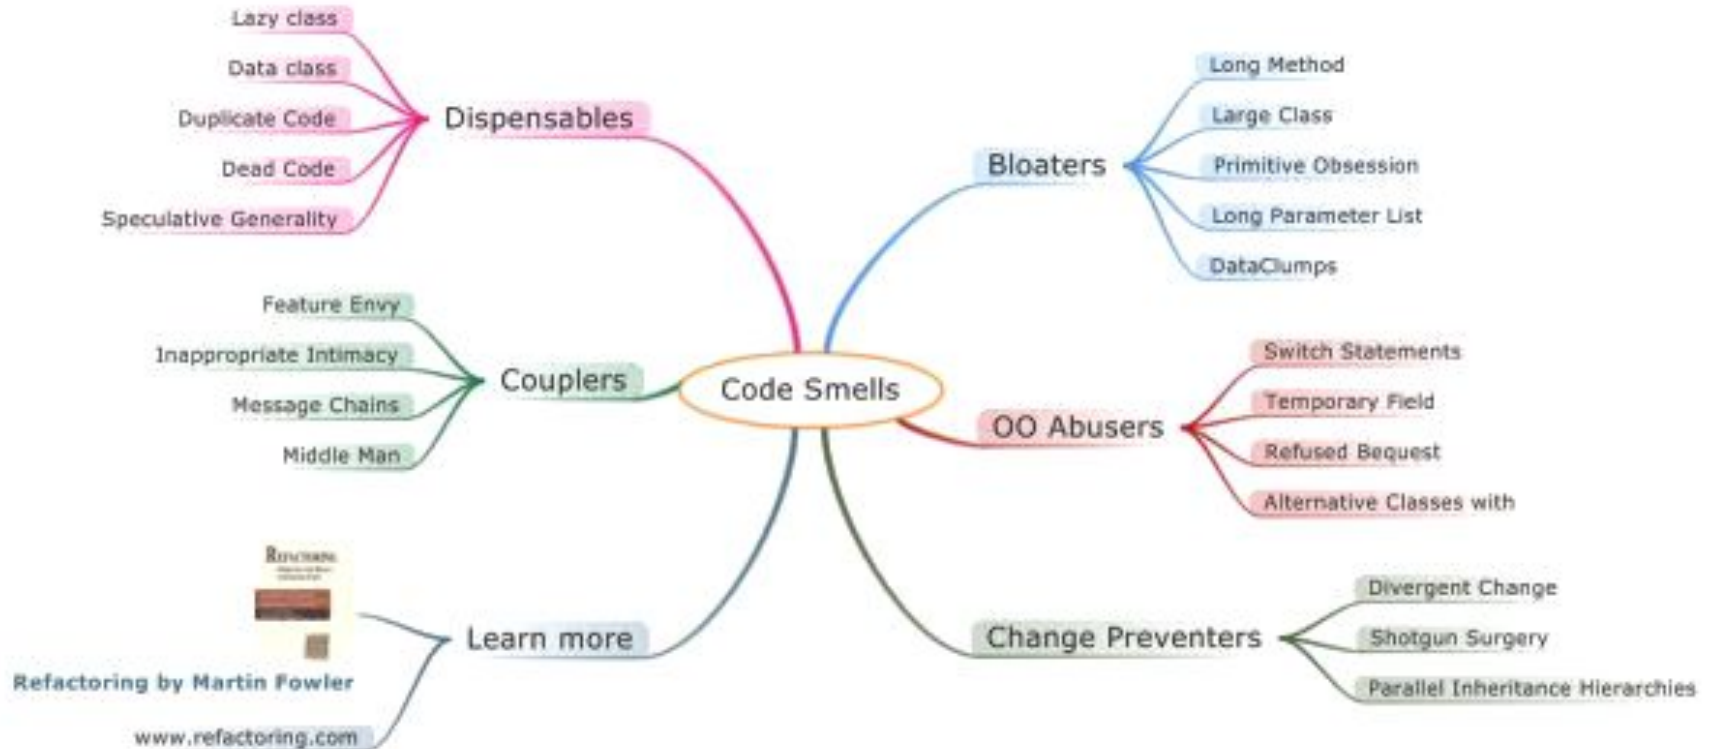 Code Smells
Dispensables
Lazy class
Data class
Duplicate Code
Dead Code
Speculative Generality
Couplers
Feature Envy
Inappropriate Intimacy
Message Chains
Middle Man
Learn more
REFACTORING
Refactoring by Martin Fowler
www.refactoring.com
Bloaters
Long Method
Large Class
Primitive Obsession
Long Parameter List
DataClumps
OO Abusers
Switch Statements
Temporary Field
Refused Bequest
Alternative Classes with
Change Preventers
Divergent Change
Shotgun Surgery
Parallel Inheritance Hierarchies